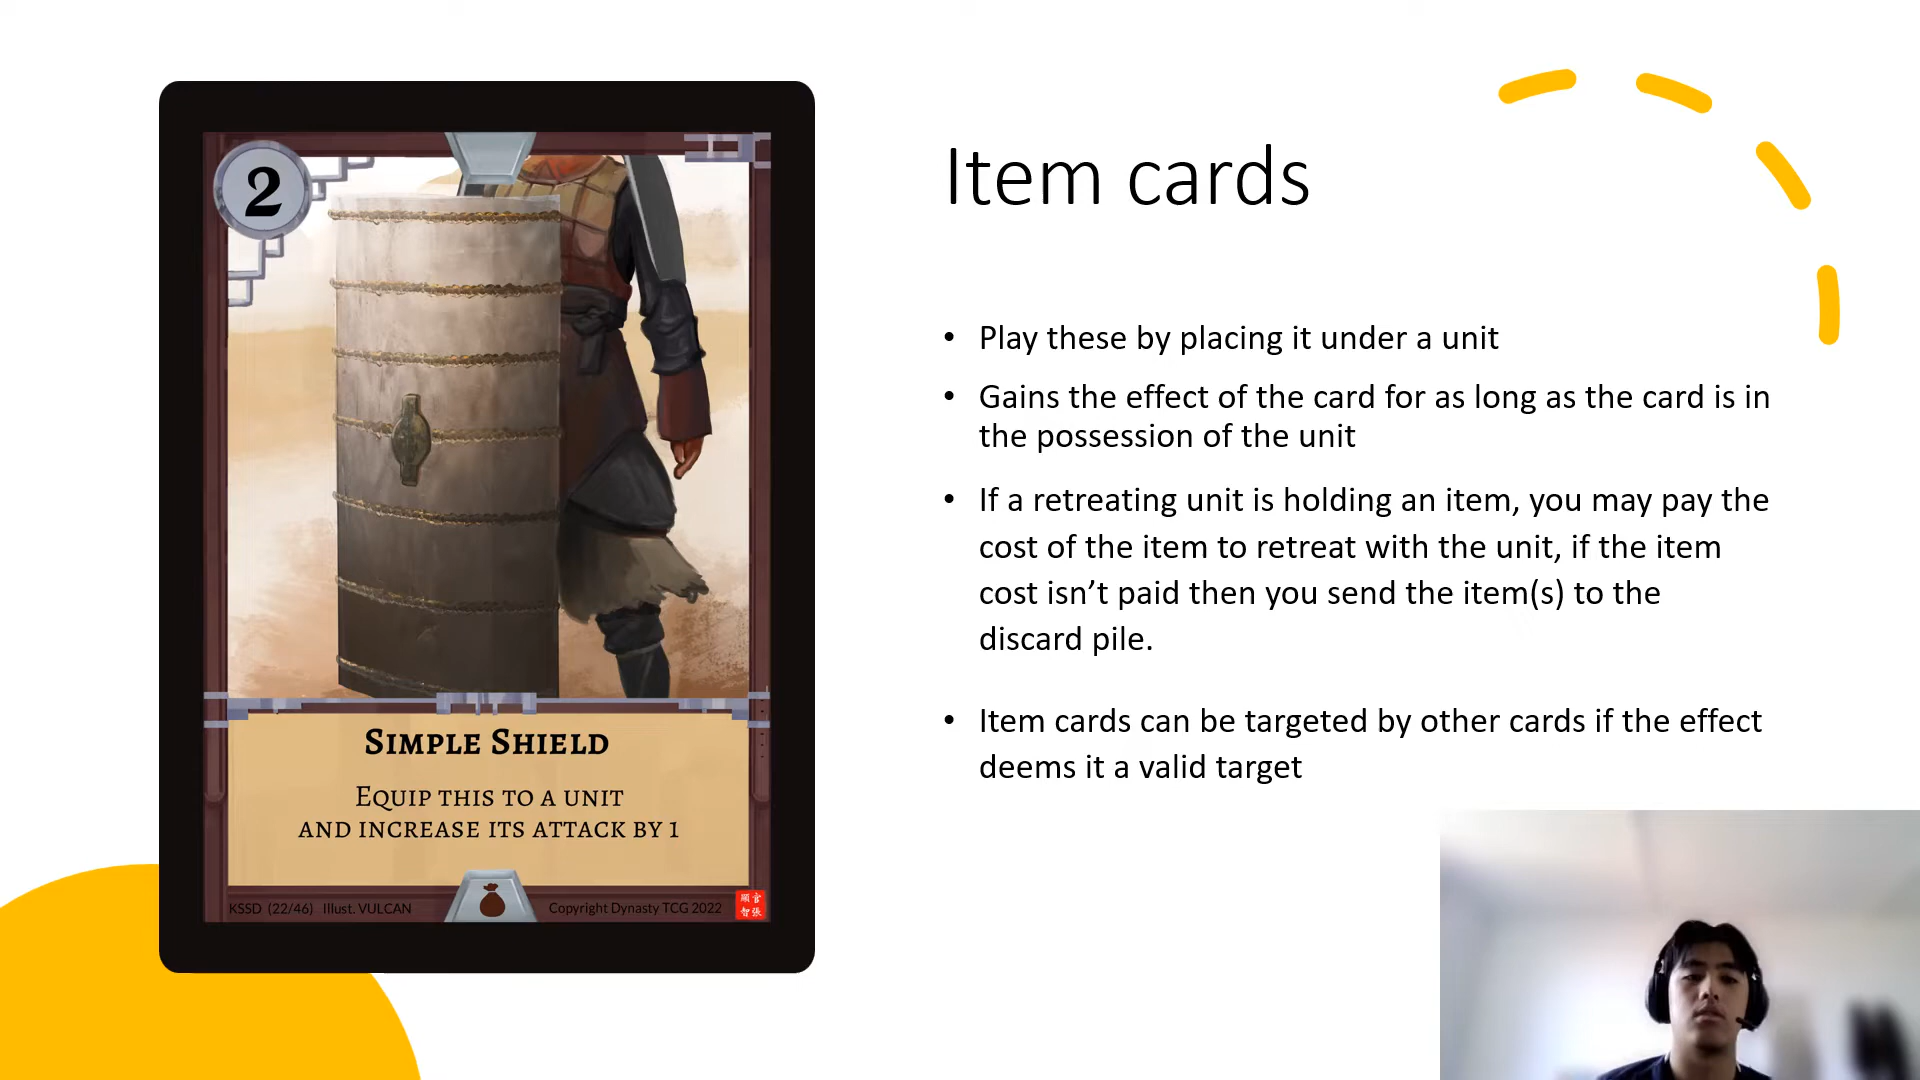 2
SIMPLE SHIELD
EQUIP THIS TO A UNIT
AND INCREASE ITS ATTACK BY 1
KSSD (22/46) Illust. VULCAN
Copyright Dynasty TCG 2022
Item cards
• Play these by placing it under a unit
• Gains the effect of the card for as long as the card is in
the possession of the unit
• If a retreating unit is holding an item, you may pay the
cost of the item to retreat with the unit, if the item
cost isn’t paid then you send the item(s) to the
discard pile.
• Item cards can be targeted by other cards if the effect
deems it a valid target